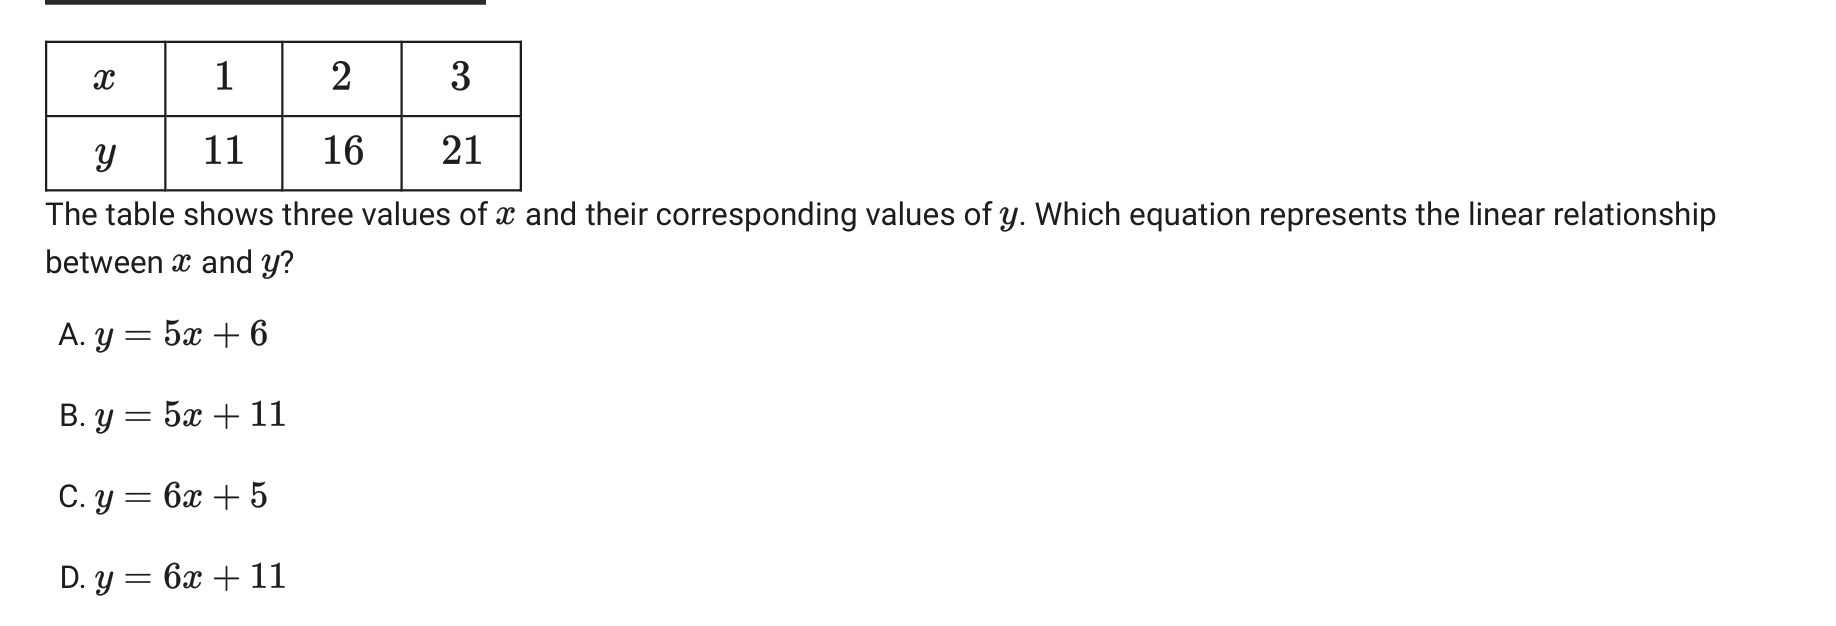 x 1 2 3
y 11 16 21
The table shows three values of x and their corresponding values of y. Which equation represents the linear relationship
between x and y?
A. y = 5x + 6
B. y = 5x + 11
C. y = 6x + 5
D. y = 6x + 11